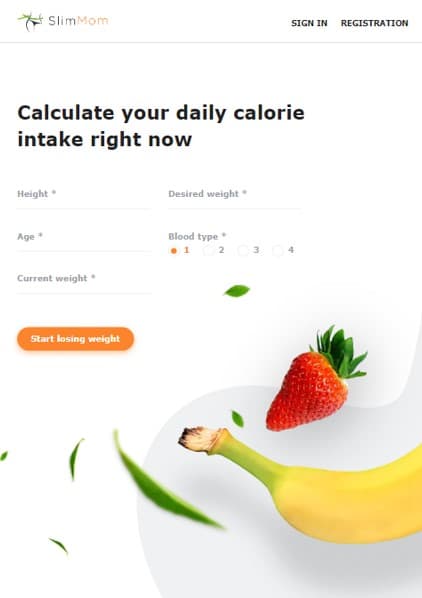 SlimMom
SIGN IN REGISTRATION
Calculate your daily calorie
intake right now
Height *
Desired weight *
Age *
Blood type *
1 2 3 4
Current weight *
Start losing weight